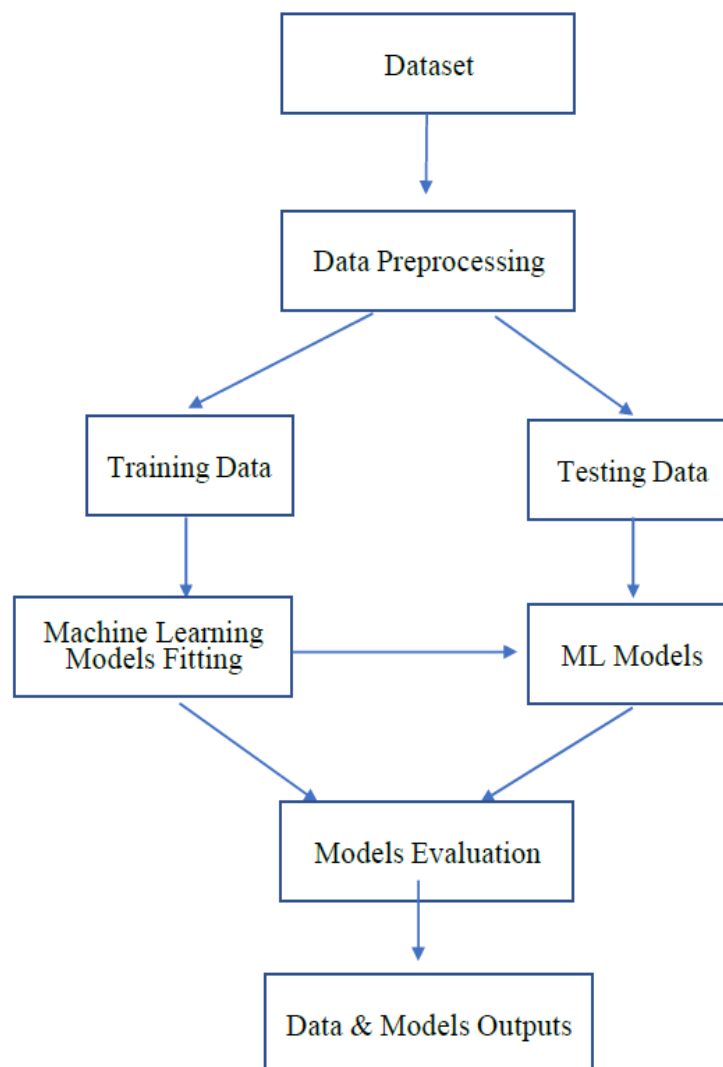 Dataset
Data Preprocessing
Training Data
Testing Data
Machine Learning
Models Fitting
ML Models
Models Evaluation
Data & Models Outputs